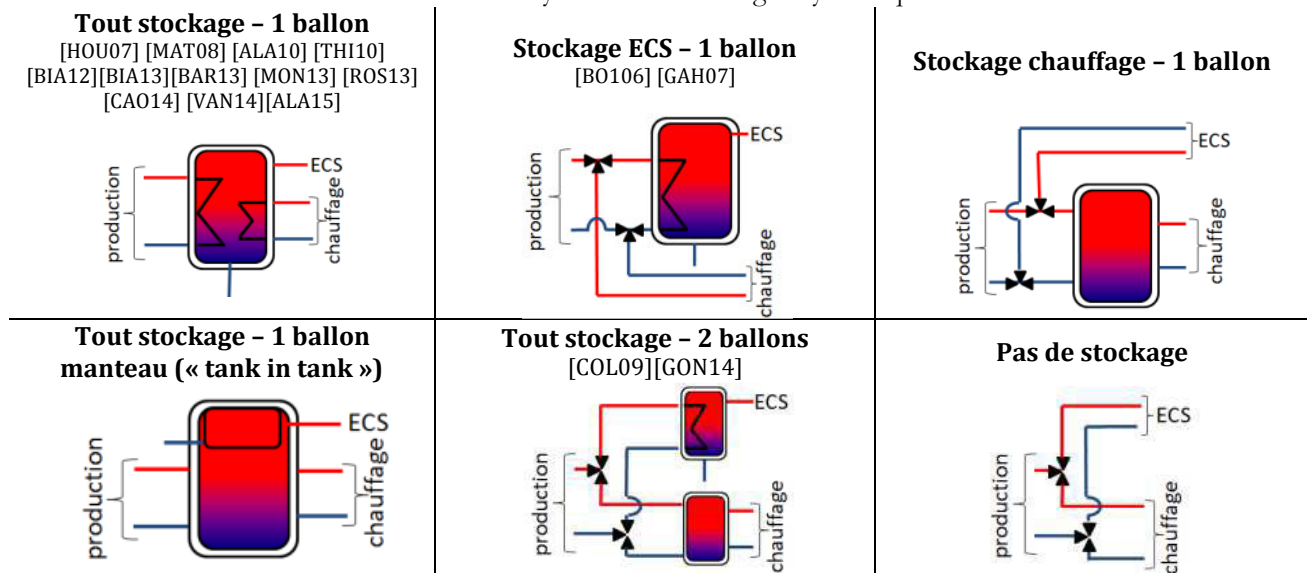 Tout stockage – 1 ballon
[HOU07] [MAT08] [ALA10] [THI10]
[BIA12][BIA13][BAR13] [MON13] [ROS13]
[CAO14] [VAN14][ALA15]
production
ECS
chauffage
Stockage ECS – 1 ballon
[BO106] [GAH07]
production
ECS
chauffage
Stockage chauffage – 1 ballon
production
ECS
chauffage
Tout stockage – 1 ballon
manteau (« tank in tank »)
production
ECS
chauffage
Tout stockage – 2 ballons
[COL09][GON14]
production
ECS
chauffage
Pas de stockage
production
ECS
chauffage